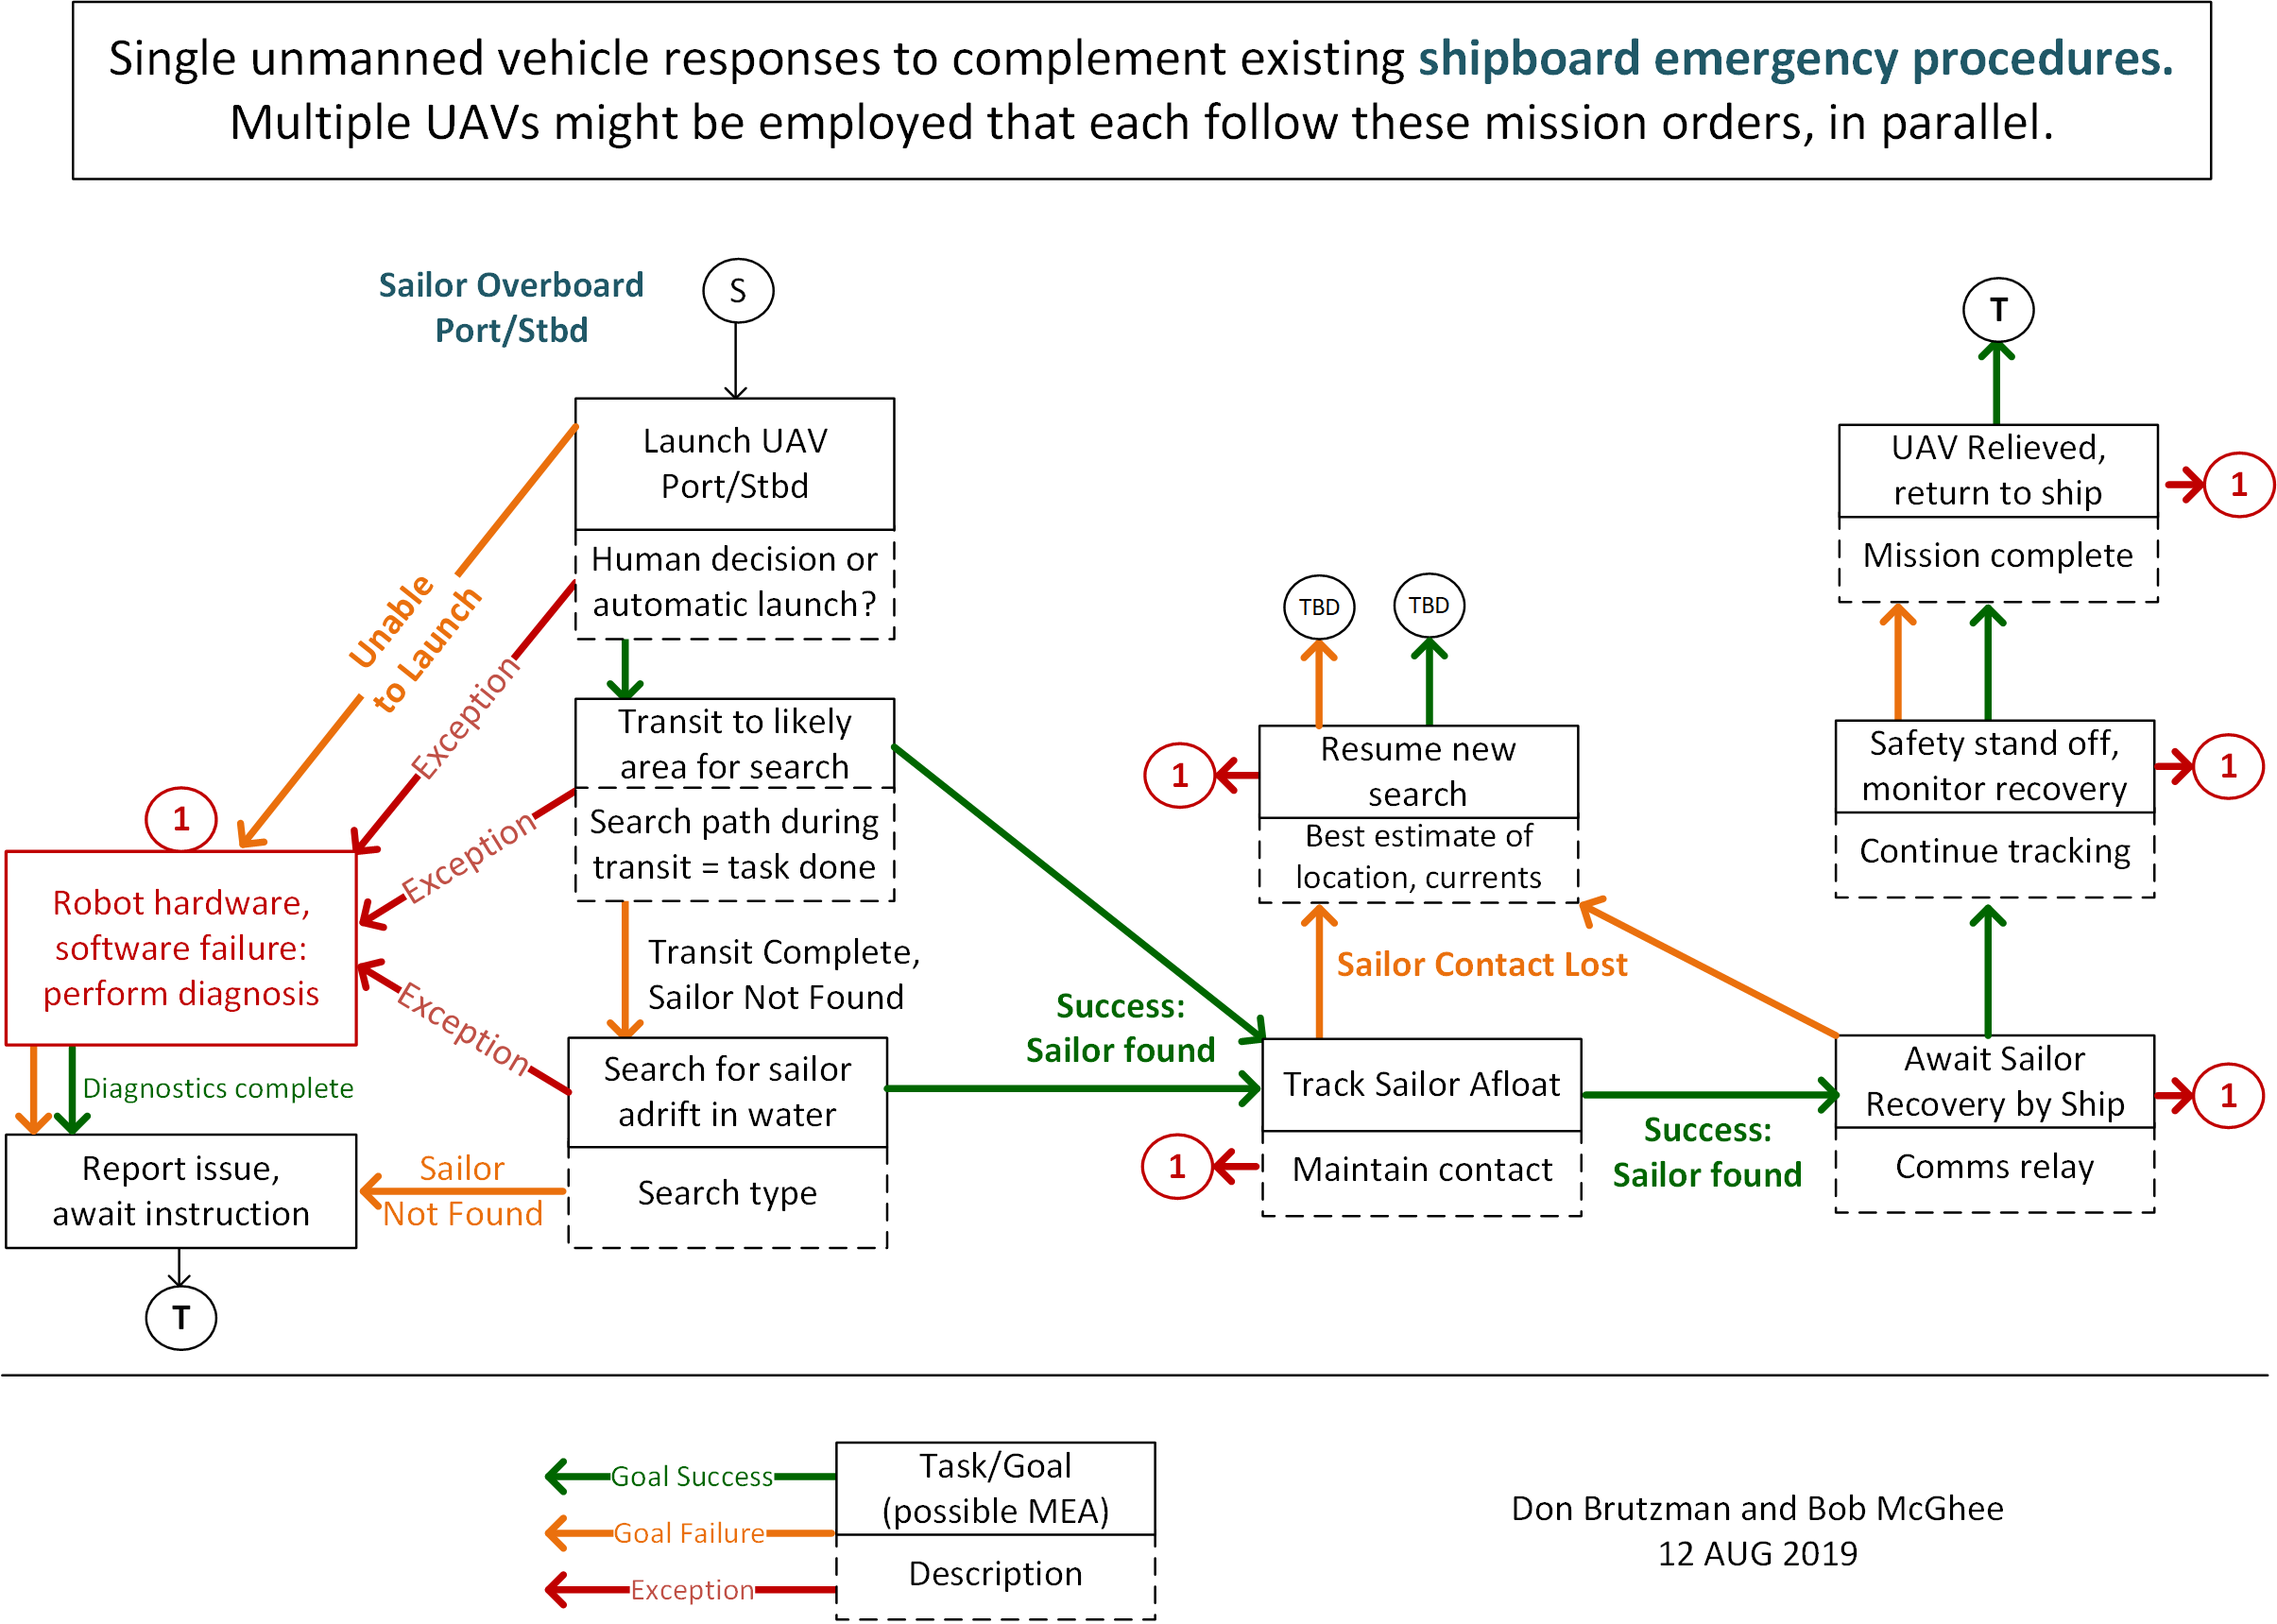 Single unmanned vehicle responses to complement existing shipboard emergency procedures.
Multiple UAVs might be employed that each follow these mission orders, in parallel.
Sailor Overboard
Port/Stbd
S
Launch UAV
Port/Stbd
Human decision or
automatic launch?
Unable
to Launch
Exception
Transit to likely
area for search
Search path during
transit = task done
Exception
1
Robot hardware,
software failure:
perform diagnosis
Transit Complete,
Sailor Not Found
Exception
Diagnostics complete
Search for sailor
adrift in water
Search type
Report issue,
await instruction
Sailor
Not Found
T
Success:
Sailor found
TBD
TBD
Resume new
search
Best estimate of
location, currents
1
Sailor Contact Lost
Track Sailor Afloat
Maintain contact
1
Success:
Sailor found
T
UAV Relieved,
return to ship
Mission complete
1
Safety stand off,
monitor recovery
Continue tracking
1
Await Sailor
Recovery by Ship
Comms relay
1
Goal Success
Goal Failure
Exception
Task/Goal
(possible MEA)
Description
Don Brutzman and Bob McGhee
12 AUG 2019